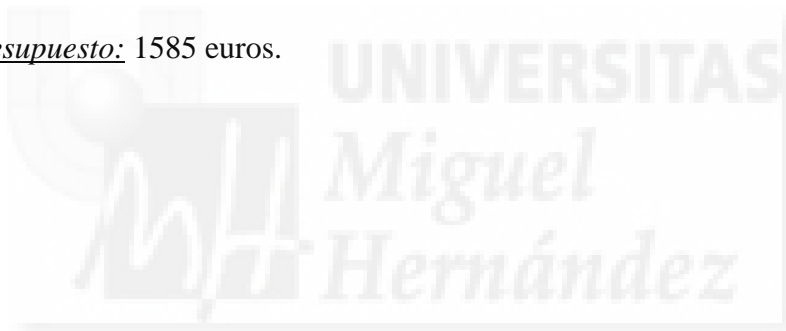 esupuesto: 1585 euros.
UNIVERSITAS
Miguel
Hernández